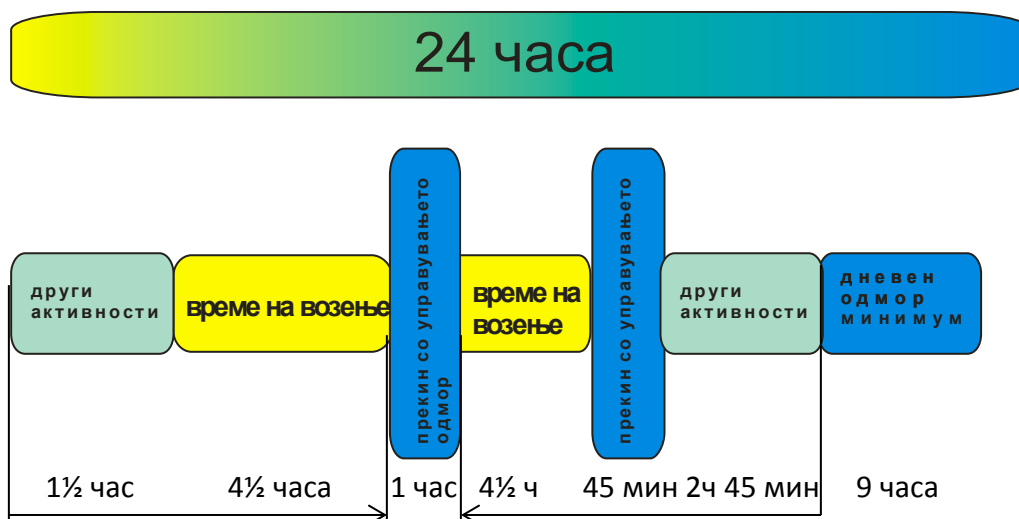 24 часа
други
активности
време на возење
прекин со управувањето
одмор
време на
возење
прекин со управувањето
други
активности
дневен
одмор
минимум
1½ час 4½ часа 1 час 4½ ч 45 мин 2ч 45 мин 9 часа